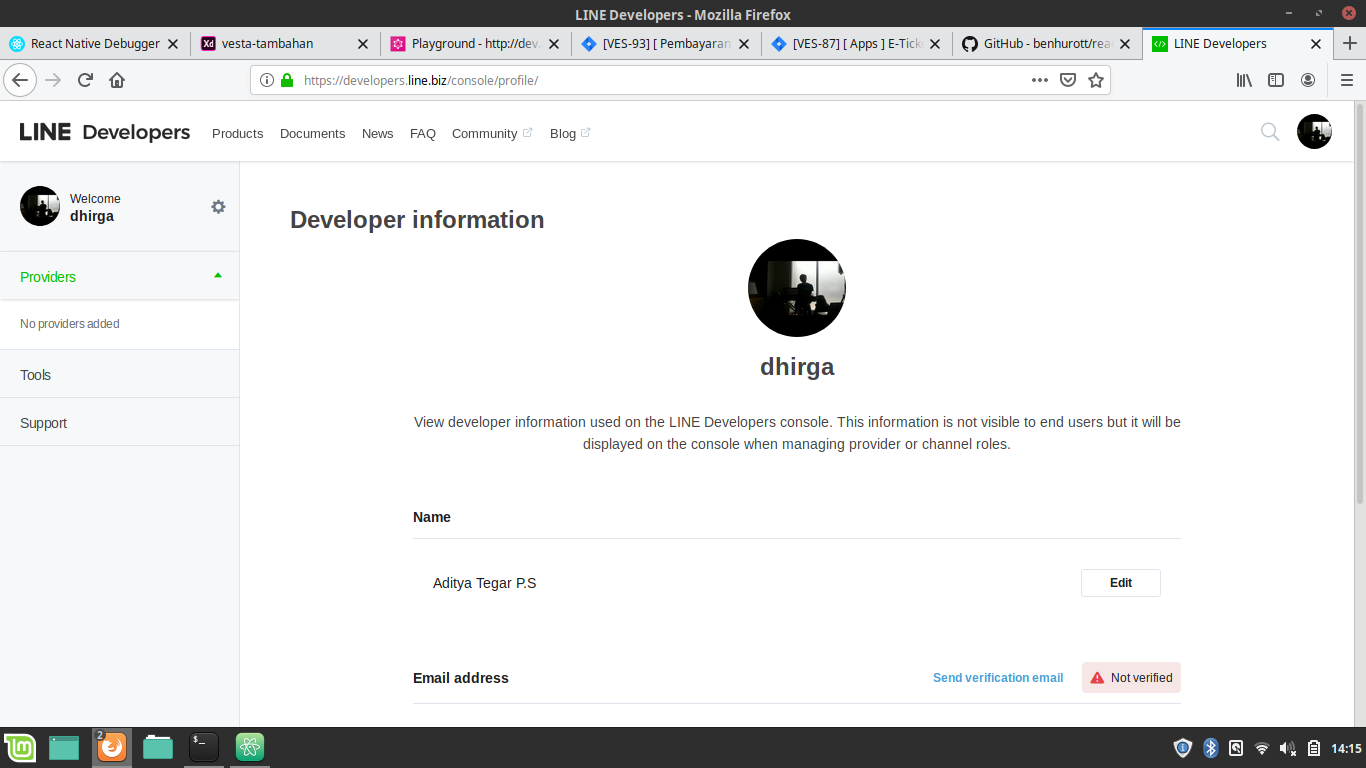 LINE Developers - Mozilla Firefox
React Native Debugger
Xd vesta-tambahan
Playground - http://dev.
[VES-93] [ Pembayaran
[VES-87] [ Apps ] E-Tick
GitHub - benhurott/rea
LINE Developers
https://developers.line.biz/console/profile/
LINE Developers
Products
Documents
News
FAQ
Community
Blog
Welcome
dhirga
Providers
No providers added
Tools
Support
Developer information
dhirga
View developer information used on the LINE Developers console. This information is not visible to end users but it will be
displayed on the console when managing provider or channel roles.
Name
Aditya Tegar P.S
Edit
Email address
Send verification email
Not verified
2
$_
14:15